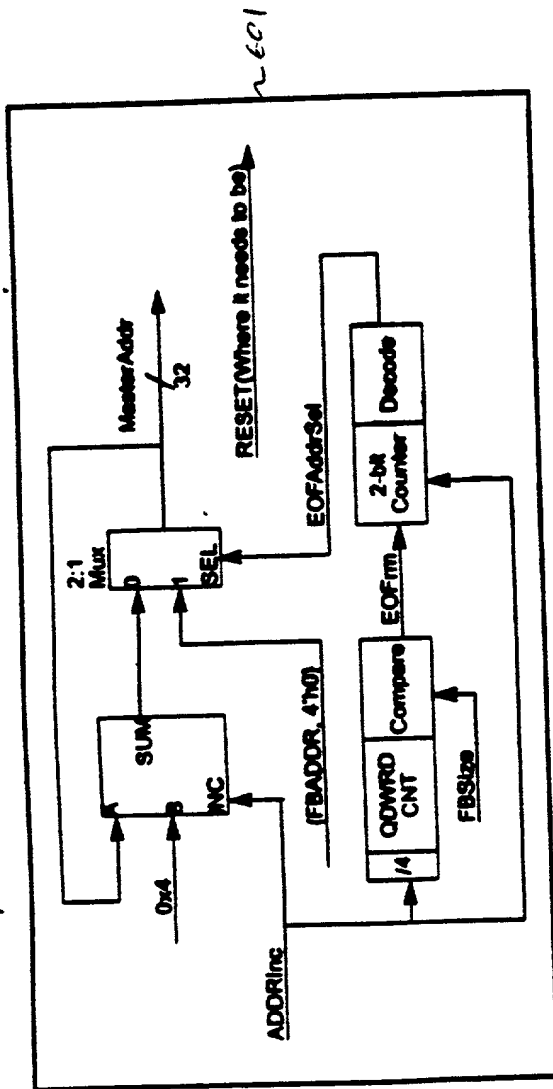 601
MasterAddr
32
RESET(Where it needs to be)
2:1
Mux
0
1
SEL
EOFAddrSel
SUM
A
B
INC
0x4
{FBADDR, 4'h0}
ADDRInc
/4
QDWRD
CNT
Compare
FBSize
EOFrm
2-bit
Counter
Decode